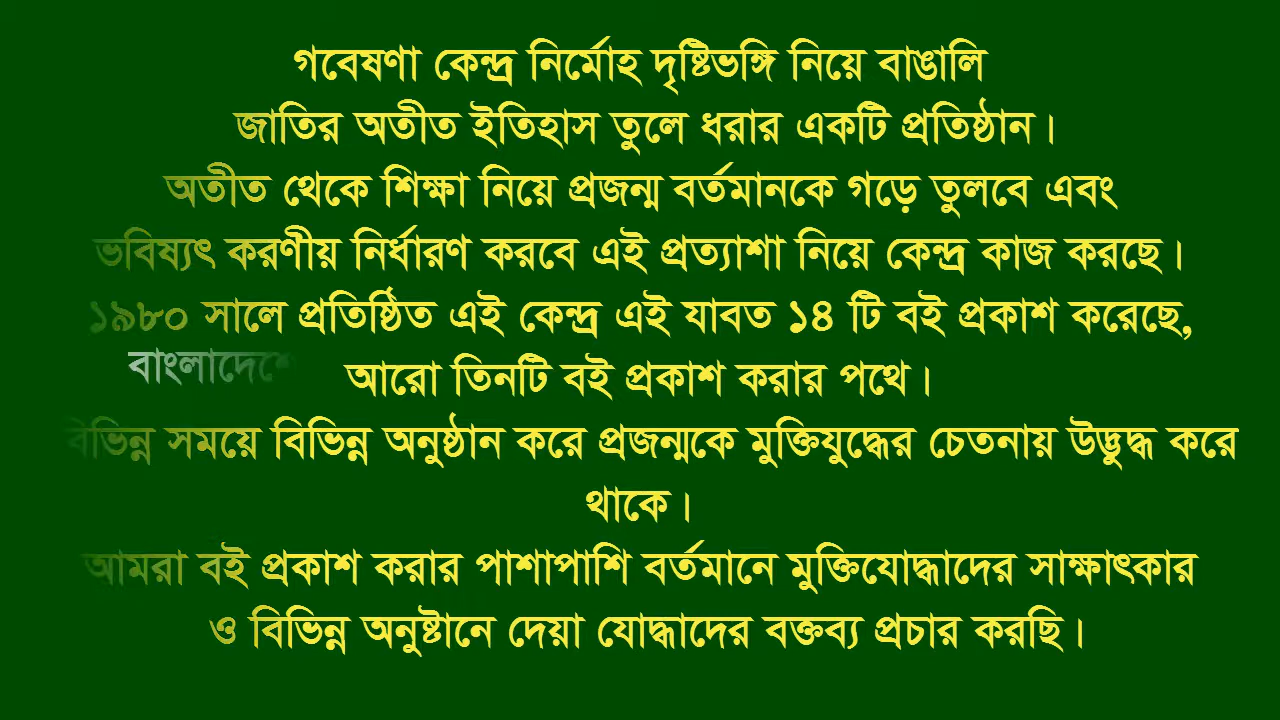 গবেষণা কেন্দ্র নির্মোহ দৃষ্টিভঙ্গি নিয়ে বাঙালি
জাতির অতীত ইতিহাস তুলে ধরার একটি প্রতিষ্ঠান।
অতীত থেকে শিক্ষা নিয়ে প্রজন্ম বর্তমানকে গড়ে তুলবে এবং
ভবিষ্যৎ করণীয় নির্ধারণ করবে এই প্রত্যাশা নিয়ে কেন্দ্র কাজ করছে।
১৯৮০ সালে প্রতিষ্ঠিত এই কেন্দ্র এই যাবত ১৪ টি বই প্রকাশ করেছে,
বাংলাদেশে
আরো তিনটি বই প্রকাশ করার পথে।
বিভিন্ন সময়ে বিভিন্ন অনুষ্ঠান করে প্রজন্মকে মুক্তিযুদ্ধের চেতনায় উদ্ভুদ্ধ করে
থাকে।
আমরা বই প্রকাশ করার পাশাপাশি বর্তমানে মুক্তিযোদ্ধাদের সাক্ষাৎকার
ও বিভিন্ন অনুষ্টানে দেয়া যোদ্ধাদের বক্তব্য প্রচার করছি।